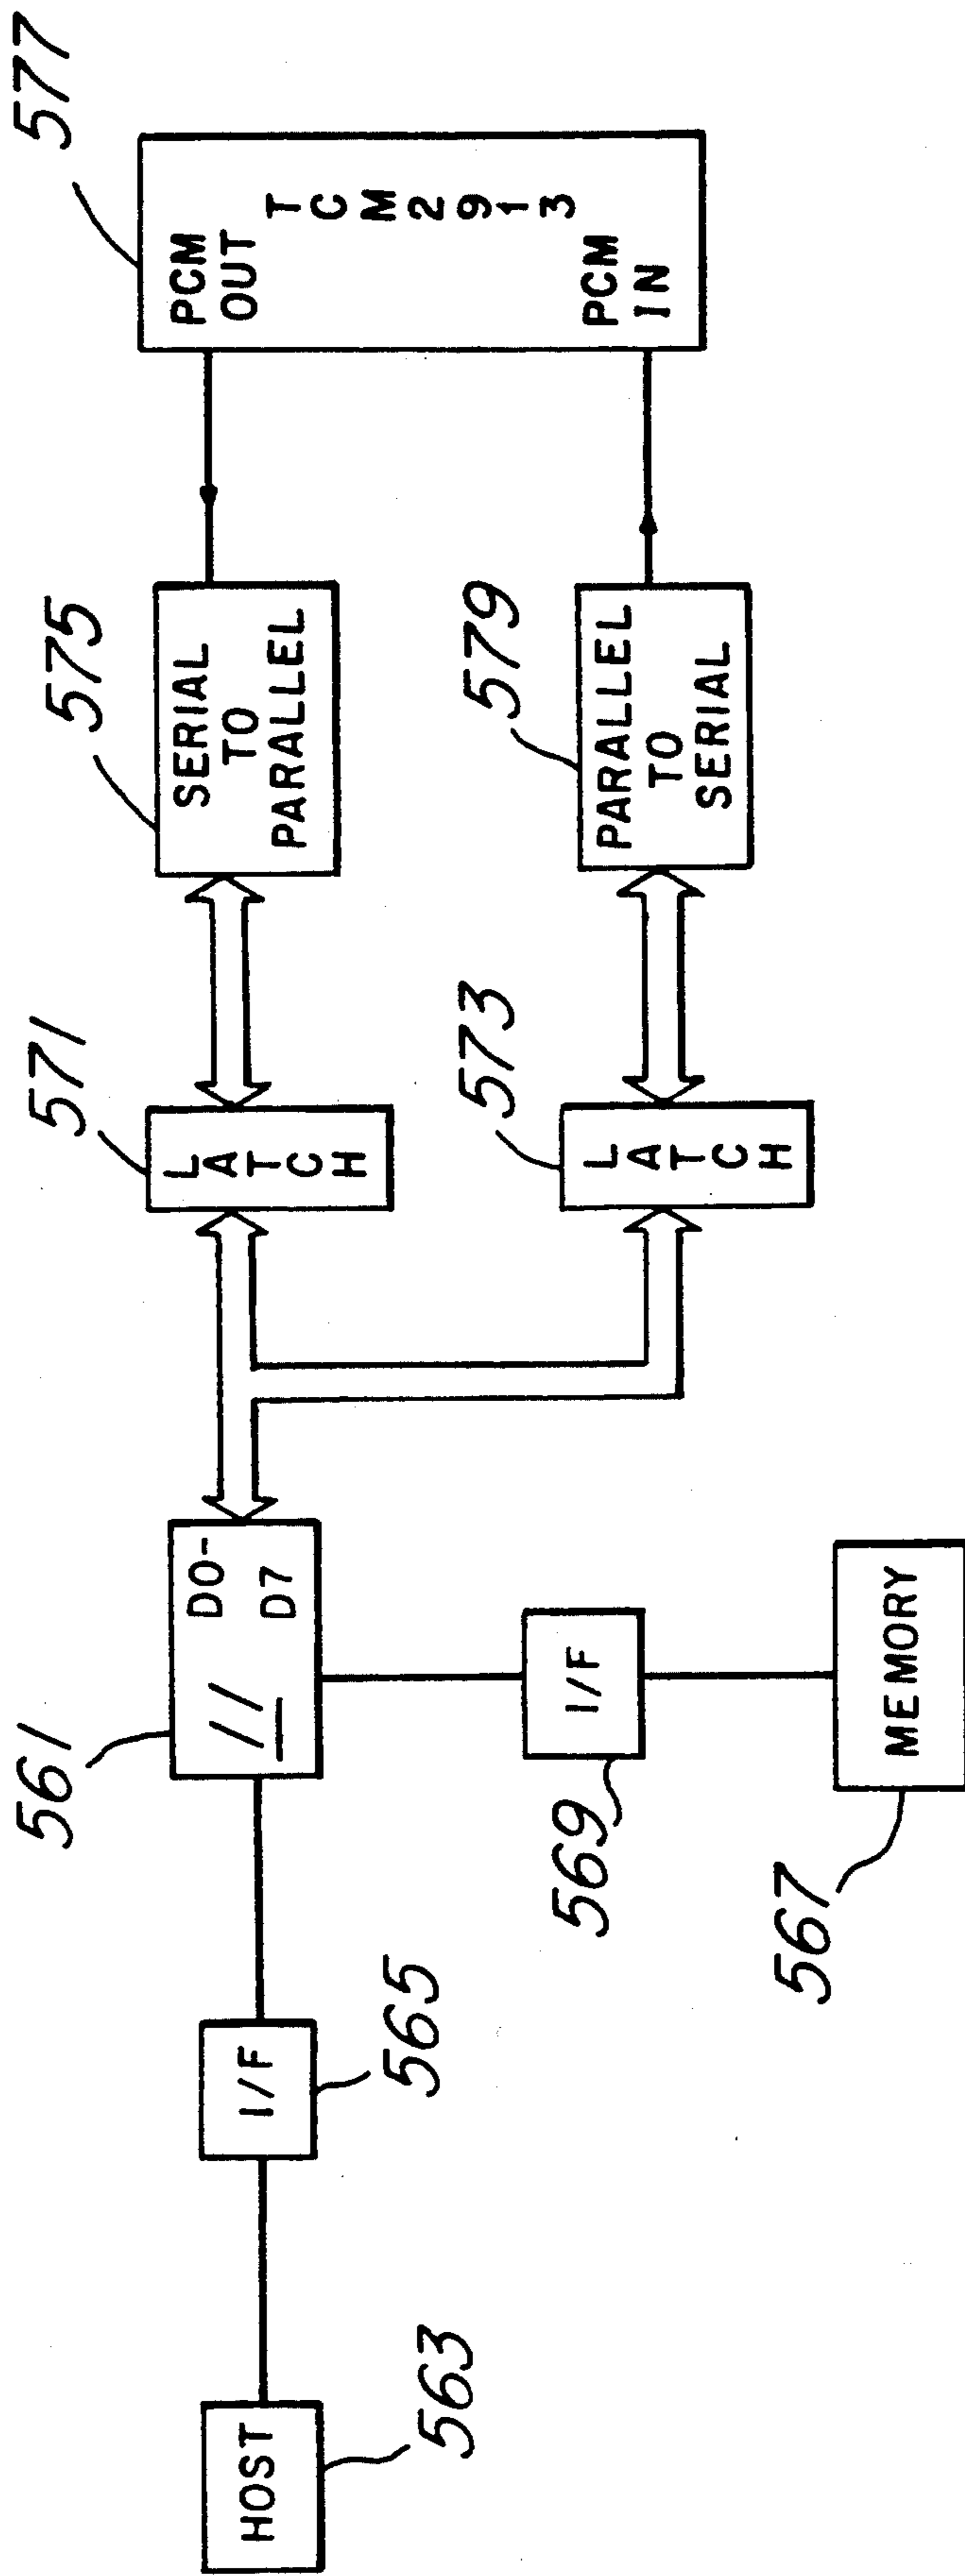 577
PCM
OUT
TCM2913
PCM
IN
575
SERIAL
TO
PARALLEL
579
PARALLEL
TO
SERIAL
571
LATCH
573
LATCH
561
D0-
D7
11
I/F
569
MEMORY
567
I/F
565
HOST
563